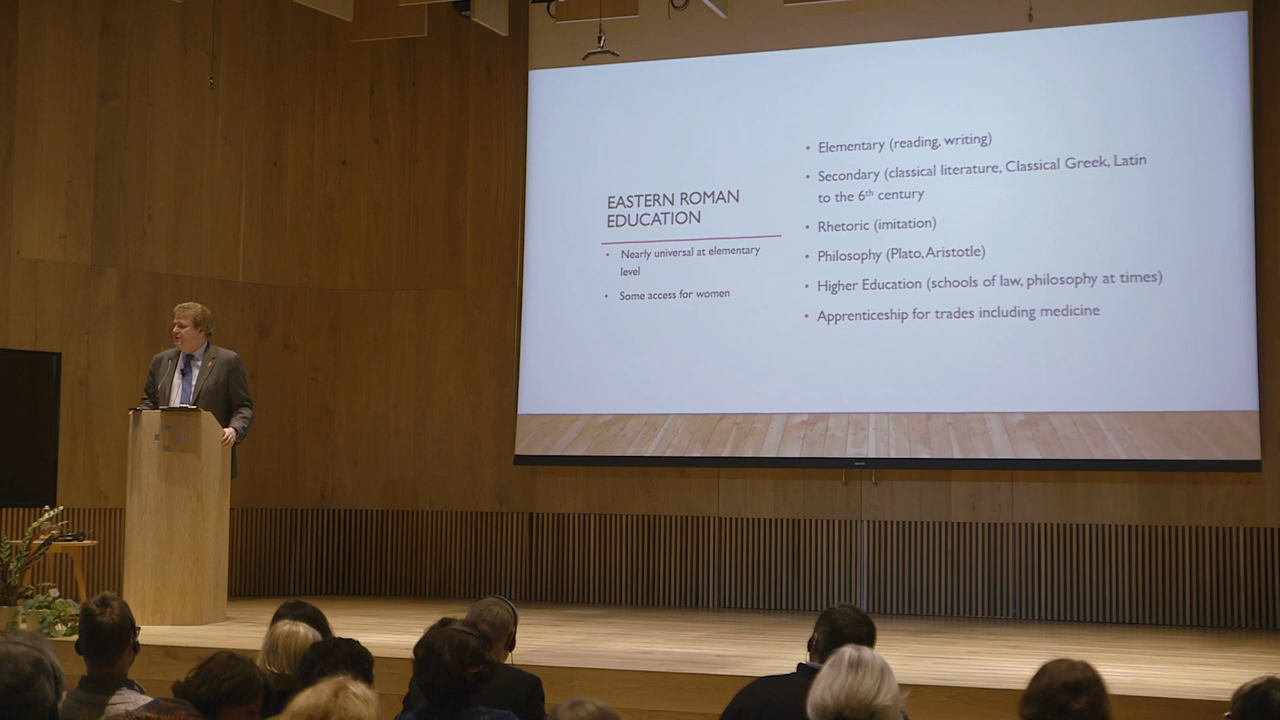 EASTERN ROMAN
EDUCATION
• Nearly universal at elementary
level
• Some access for women
• Elementary (reading, writing)
• Secondary (classical literature, Classical Greek, Latin
to the 6th century
• Rhetoric (imitation)
• Philosophy (Plato, Aristotle)
• Higher Education (schools of law, philosophy at times)
• Apprenticeship for trades including medicine